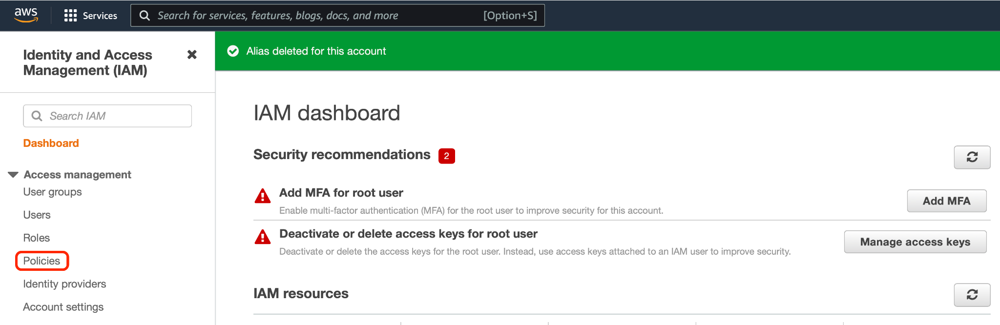 aws
Services
Search for services, features, blogs, docs, and more
[Option+S]
Identity and Access
Management (IAM)
Search IAM
Dashboard
Access management
User groups
Users
Roles
Policies
Identity providers
Account settings
Alias deleted for this account
IAM dashboard
Security recommendations 2
Add MFA for root user
Enable multi-factor authentication (MFA) for the root user to improve security for this account.
Add MFA
Deactivate or delete access keys for root user
Deactivate or delete the access keys for the root user. Instead, use access keys attached to an IAM user to improve security.
Manage access keys
IAM resources